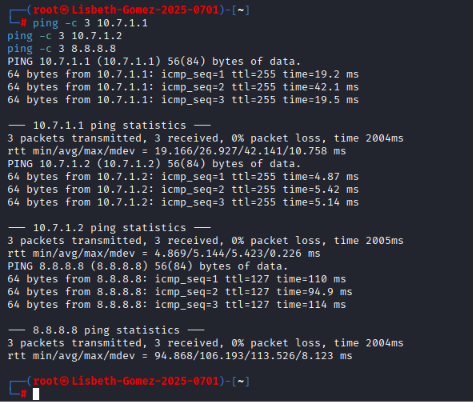 ┌──(root㉿Lisbeth-Gomez-2025-0701)-[~]
└─# ping -c 3 10.7.1.1
ping -c 3 10.7.1.2
ping -c 3 8.8.8.8
PING 10.7.1.1 (10.7.1.1) 56(84) bytes of data.
64 bytes from 10.7.1.1: icmp_seq=1 ttl=255 time=19.2 ms
64 bytes from 10.7.1.1: icmp_seq=2 ttl=255 time=42.1 ms
64 bytes from 10.7.1.1: icmp_seq=3 ttl=255 time=19.5 ms

--- 10.7.1.1 ping statistics ---
3 packets transmitted, 3 received, 0% packet loss, time 2004ms
rtt min/avg/max/mdev = 19.166/26.927/42.141/10.758 ms
PING 10.7.1.2 (10.7.1.2) 56(84) bytes of data.
64 bytes from 10.7.1.2: icmp_seq=1 ttl=255 time=4.87 ms
64 bytes from 10.7.1.2: icmp_seq=2 ttl=255 time=5.42 ms
64 bytes from 10.7.1.2: icmp_seq=3 ttl=255 time=5.14 ms

--- 10.7.1.2 ping statistics ---
3 packets transmitted, 3 received, 0% packet loss, time 2005ms
rtt min/avg/max/mdev = 4.869/5.144/5.423/0.226 ms
PING 8.8.8.8 (8.8.8.8) 56(84) bytes of data.
64 bytes from 8.8.8.8: icmp_seq=1 ttl=127 time=110 ms
64 bytes from 8.8.8.8: icmp_seq=2 ttl=127 time=94.9 ms
64 bytes from 8.8.8.8: icmp_seq=3 ttl=127 time=114 ms

--- 8.8.8.8 ping statistics ---
3 packets transmitted, 3 received, 0% packet loss, time 2004ms
rtt min/avg/max/mdev = 94.868/106.193/113.526/8.123 ms

┌──(root㉿Lisbeth-Gomez-2025-0701)-[~]
└─#